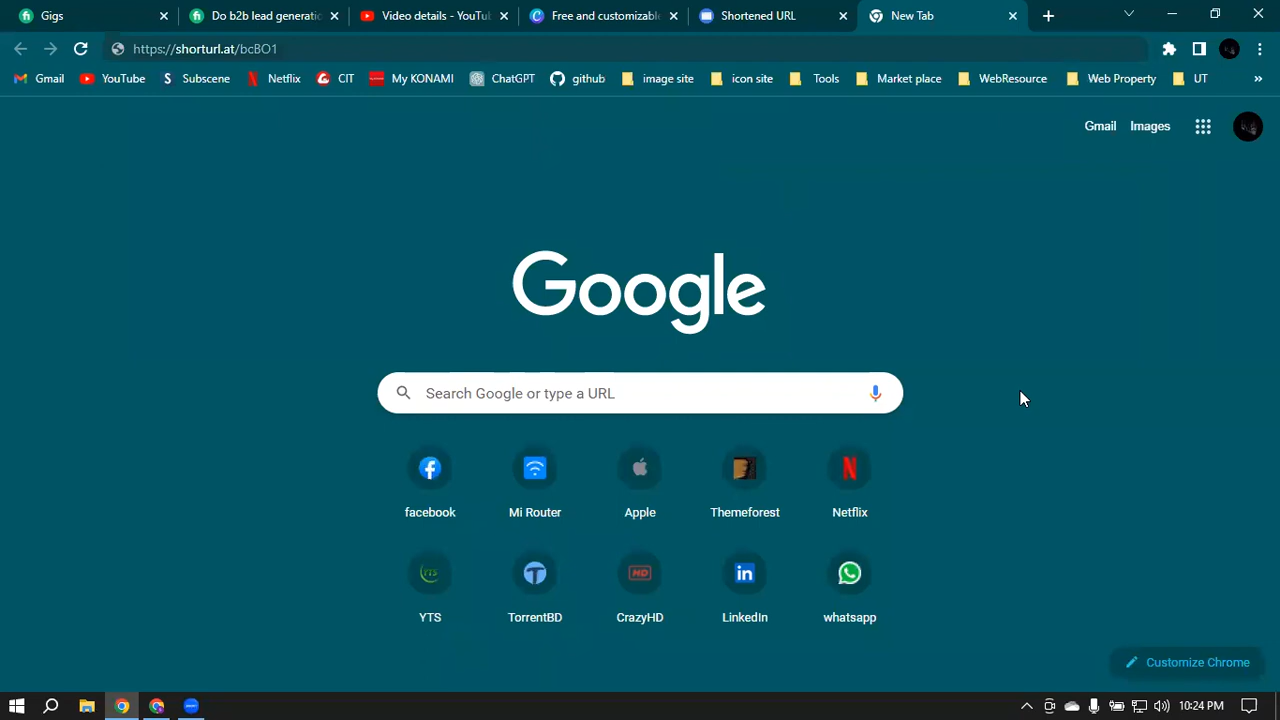 Gigs
Do b2b lead generati
Video details - YouTu
Free and customizable
Shortened URL
New Tab
https://shorturl.at/bcBO1
Gmail
YouTube
Subscene
Netflix
CIT
My KONAMI
ChatGPT
github
image site
icon site
Tools
Market place
WebResource
Web Property
UT
Gmail
Images
Google
Search Google or type a URL
facebook
Mi Router
Apple
Themeforest
Netflix
YTS
TorrentBD
CrazyHD
LinkedIn
whatsapp
Customize Chrome
10:24 PM